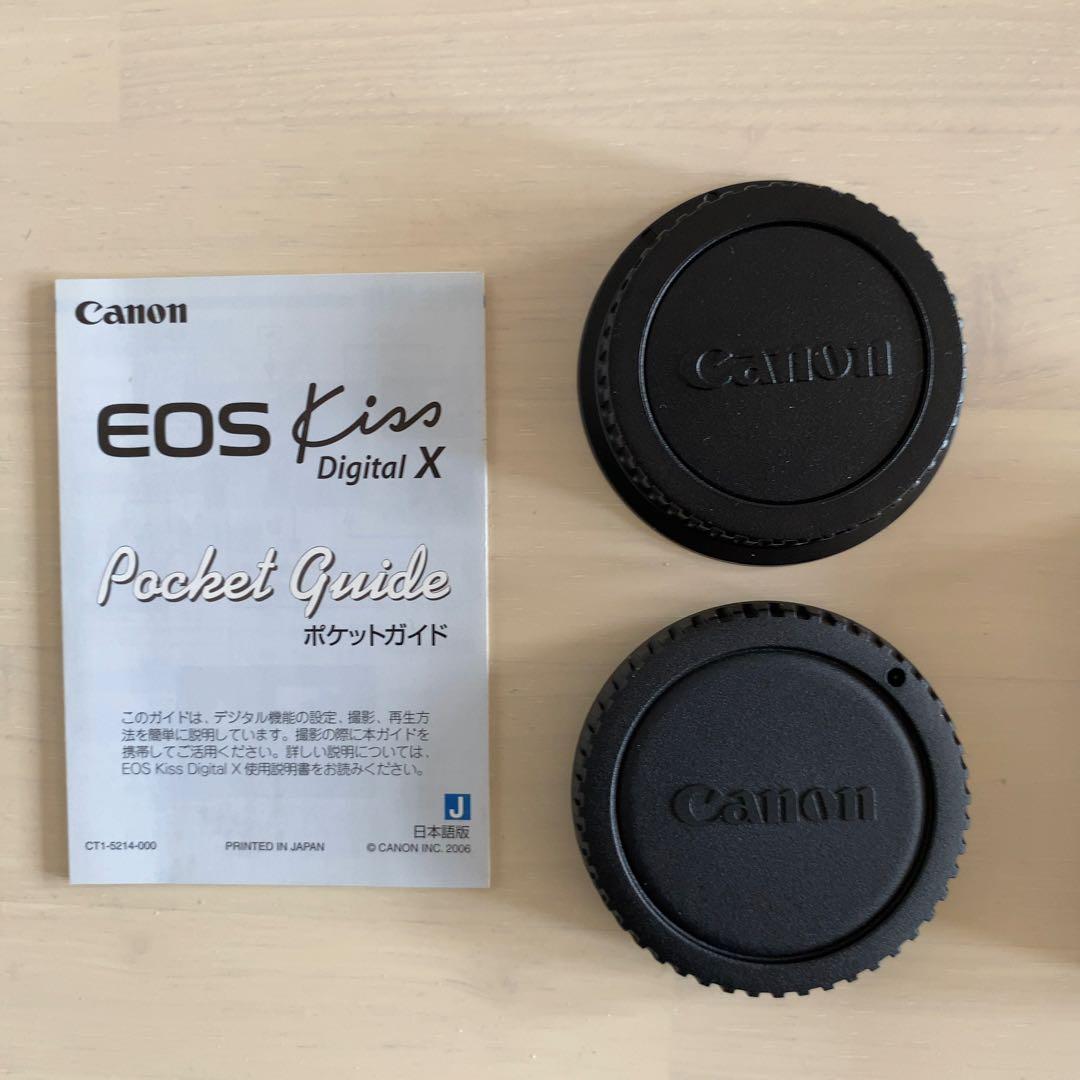 Canon
EOS Kiss
Digital X
Pocket Guide
ポケットガイド
このガイドは、デジタル機能の設定、撮影、再生方
法を簡単に説明しています。撮影の際に本ガイドを
携帯してご活用ください。詳しい説明については、
EOS Kiss Digital X 使用説明書をお読みください。
J
日本語版
CT1-5214-000 PRINTED IN JAPAN © CANON INC. 2006
Canon
Canon